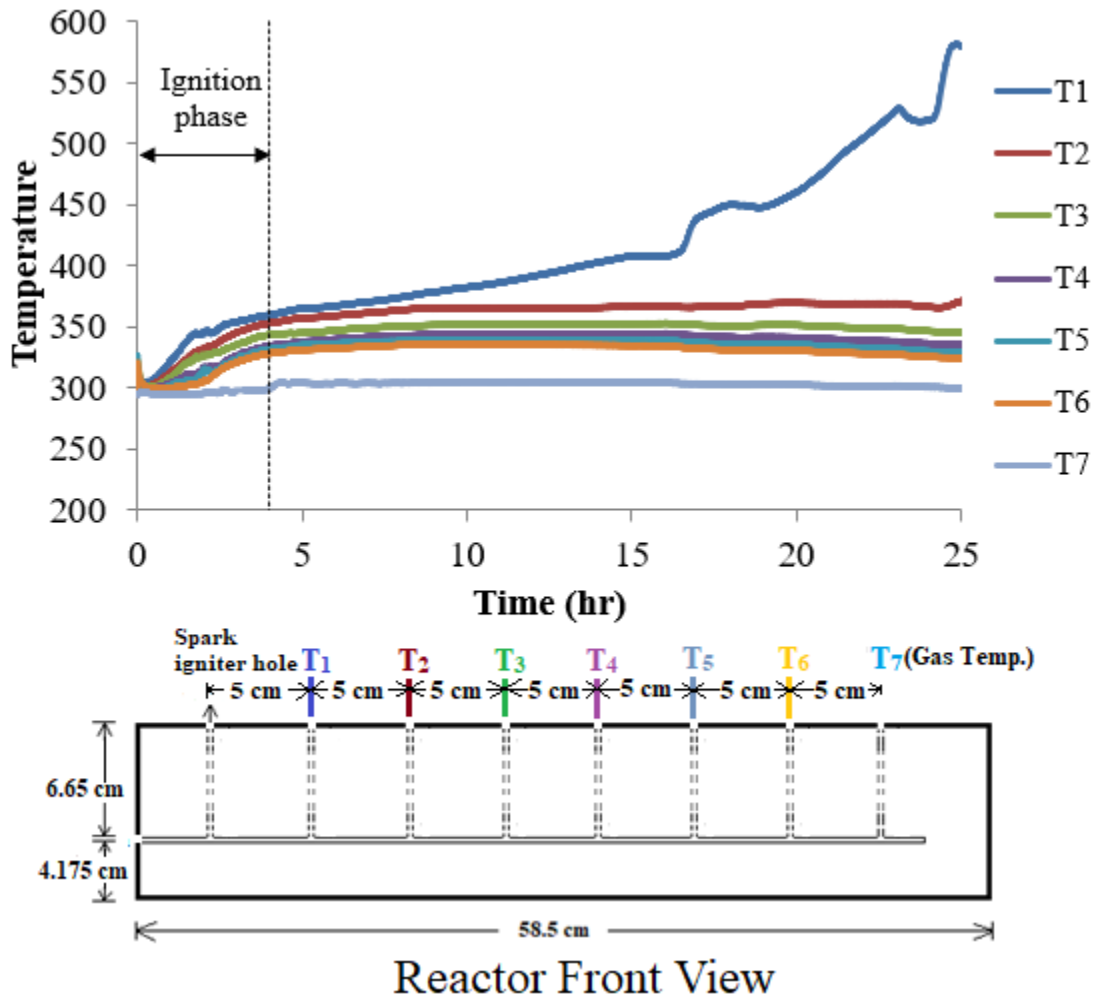 600
550
500
450
400
350
300
250
200
Temperature
Ignition
phase
T1
T2
T3
T4
T5
T6
T7
0 5 10 15 20 25
Time (hr)
Spark
igniter hole T1 T2 T3 T4 T5 T6 T7(Gas Temp.)
5 cm 5 cm 5 cm 5 cm 5 cm 5 cm 5 cm
6.65 cm
4.175 cm
58.5 cm
Reactor Front View